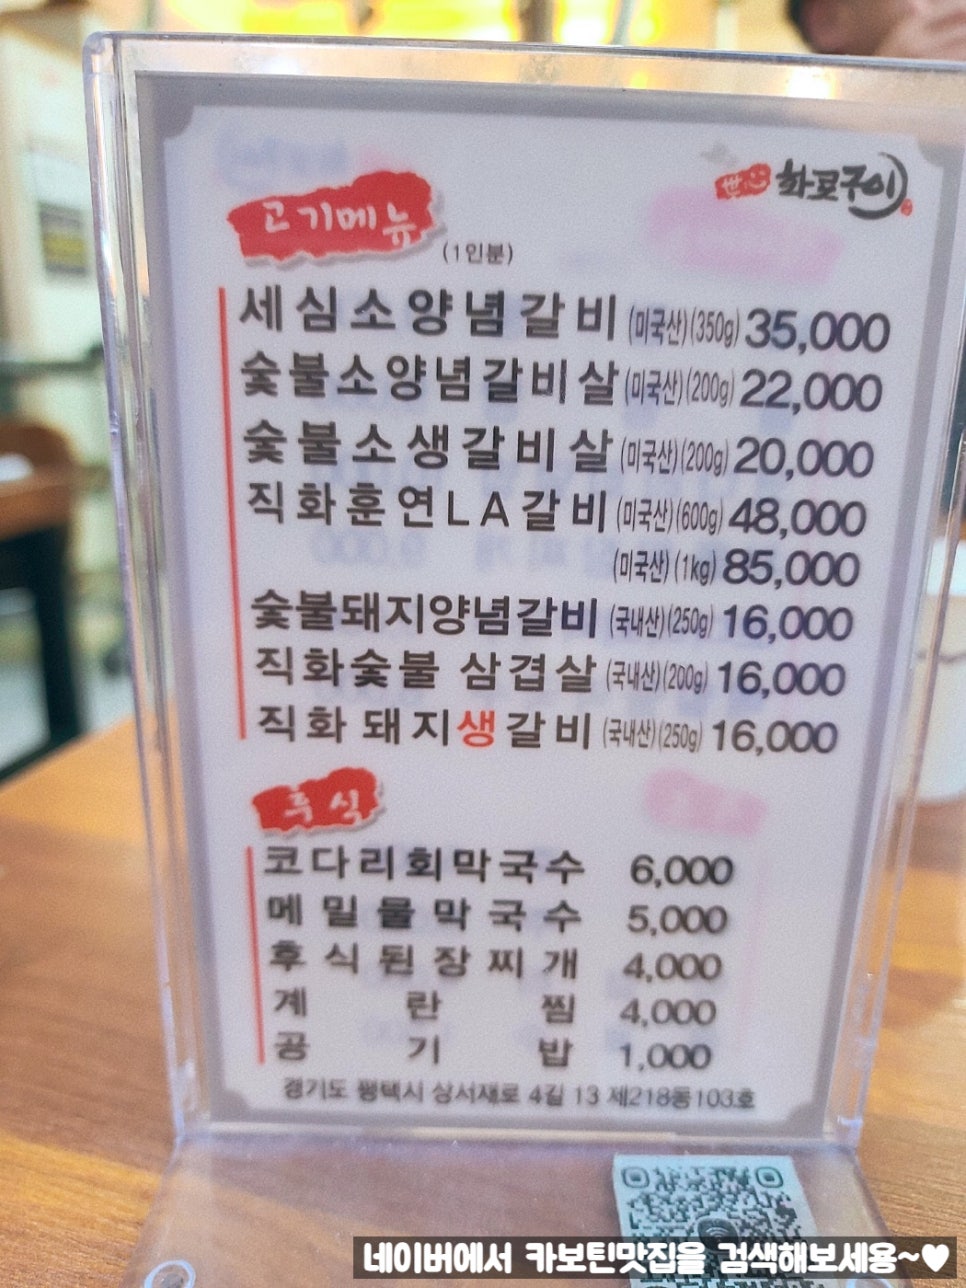 世心 화로구이
고기메뉴
(1인분)
세심소양념갈비 (미국산)(350g) 35,000
숯불소양념갈비살 (미국산)(200g) 22,000
숯불소생갈비살 (미국산)(200g) 20,000
직화훈연LA갈비 (미국산)(600g) 48,000
(미국산)(1kg) 85,000
숯불돼지양념갈비 (국내산)(250g) 16,000
직화숯불 삼겹살 (국내산)(200g) 16,000
직화돼지생갈비 (국내산)(250g) 16,000
후식
코다리회막국수 6,000
메밀물막국수 5,000
후식된장찌개 4,000
계란찜 4,000
공기밥 1,000
경기도 평택시 상서재로 4길 13 제218동103호
네이버에서 카보틴맛집을 검색해보세용~♥